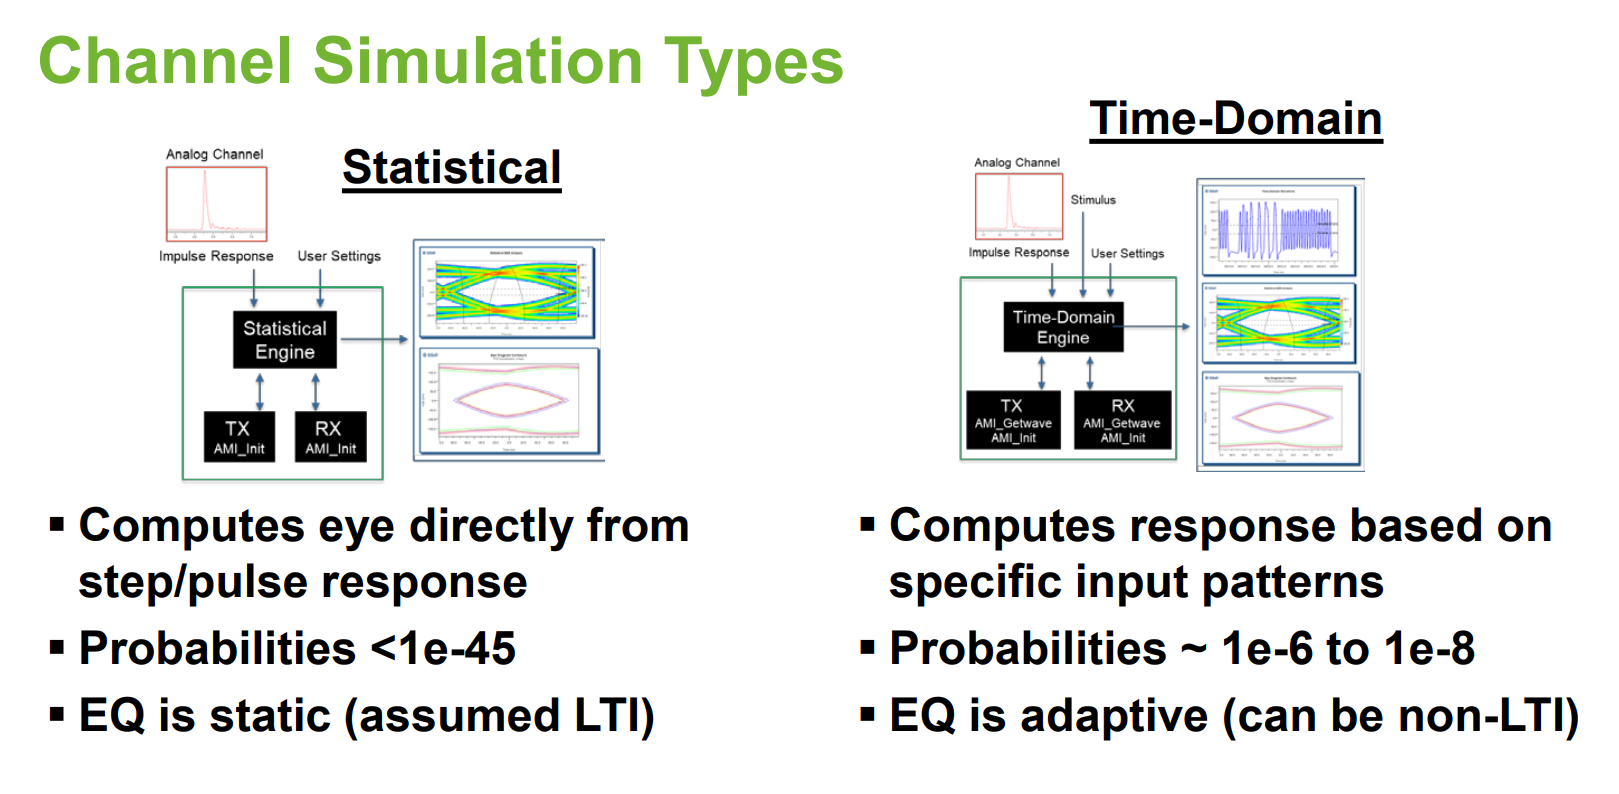 Channel Simulation Types
Statistical
Analog Channel
Impulse Response
User Settings
Statistical
Engine
TX
AMI_Init
RX
AMI_Init
Computes eye directly from
step/pulse response
Probabilities <1e-45
EQ is static (assumed LTI)
Time-Domain
Analog Channel
Stimulus
Impulse Response
User Settings
Time-Domain
Engine
TX
AMI_Getwave
AMI_Init
RX
AMI_Getwave
AMI_Init
Computes response based on
specific input patterns
Probabilities ~ 1e-6 to 1e-8
EQ is adaptive (can be non-LTI)